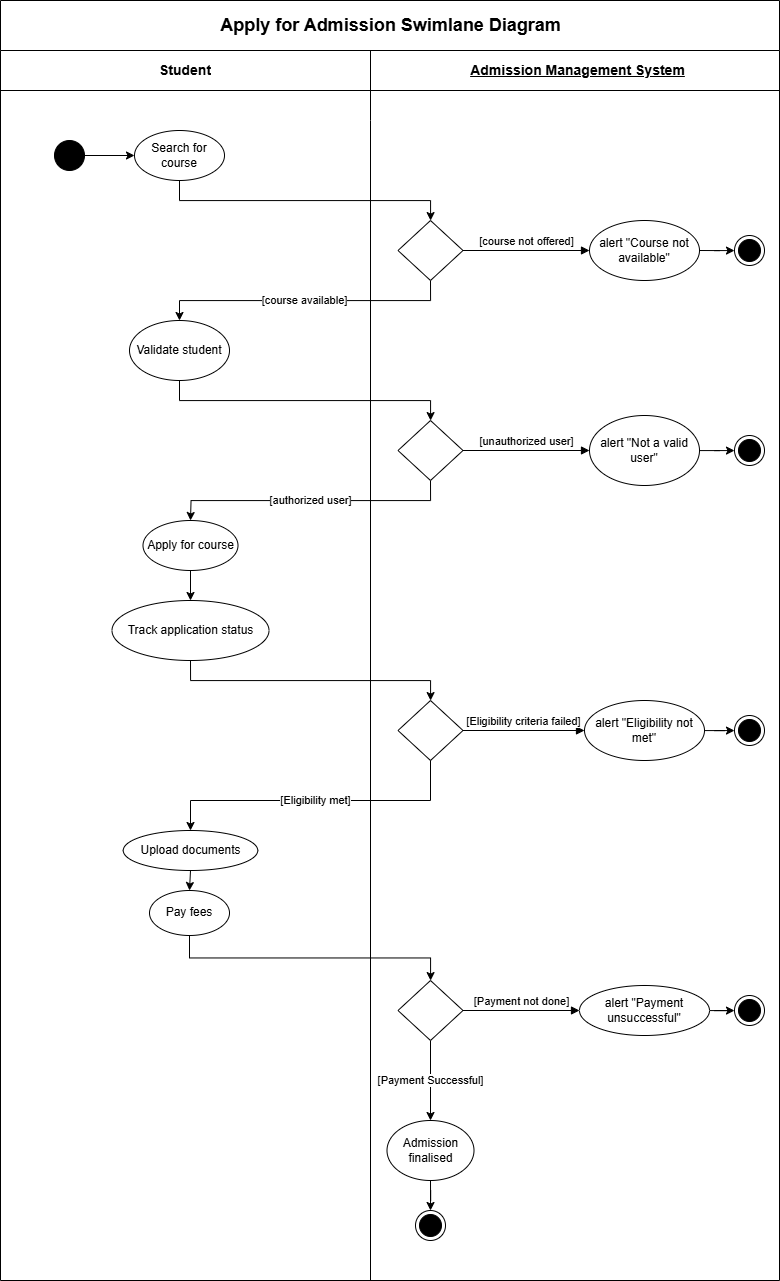 Apply for Admission Swimlane Diagram
Student
Admission Management System
Search for
course
[course not offered]
alert "Course not
available"
[course available]
Validate student
[unauthorized user]
alert "Not a valid
user"
[authorized user]
Apply for course
Track application status
[Eligibility criteria failed]
alert "Eligibility not
met"
[Eligibility met]
Upload documents
Pay fees
[Payment not done]
alert "Payment
unsuccessful"
[Payment Successful]
Admission
finalised